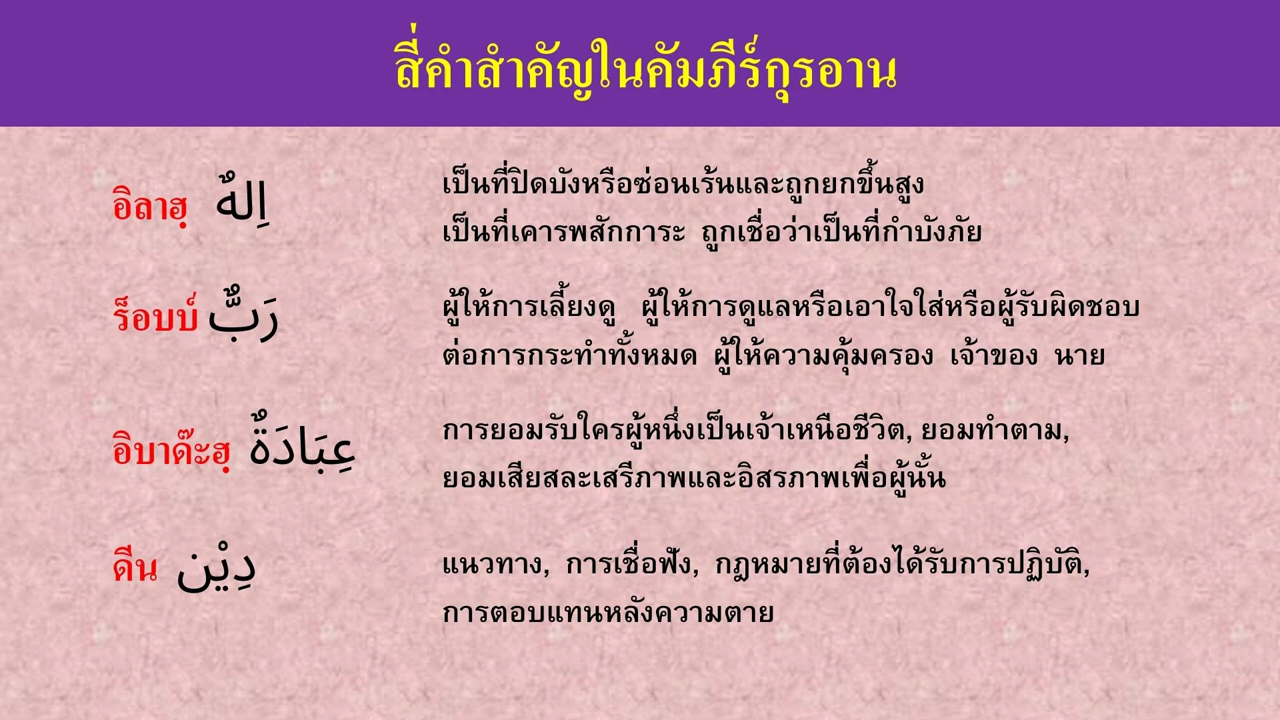 สี่คำสำคัญในคัมภีร์กุรอาน
อิลาฮฺ اِلهٌ
เป็นที่ปิดบังหรือซ่อนเร้นและถูกยกขึ้นสูง
เป็นที่เคารพสักการะ ถูกเชื่อว่าเป็นที่กำบังภัย
ร็อบบ์ رَبٌّ
ผู้ให้การเลี้ยงดู ผู้ให้การดูแลหรือเอาใจใส่หรือผู้รับผิดชอบ
ต่อการกระทำทั้งหมด ผู้ให้ความคุ้มครอง เจ้าของ นาย
อิบาด๊ะฮฺ عِبَادَةٌ
การยอมรับใครผู้หนึ่งเป็นเจ้าเหนือชีวิต, ยอมทำตาม,
ยอมเสียสละเสรีภาพและอิสรภาพเพื่อผู้นั้น
ดีน دِيْن
แนวทาง, การเชื่อฟัง, กฎหมายที่ต้องได้รับการปฏิบัติ,
การตอบแทนหลังความตาย